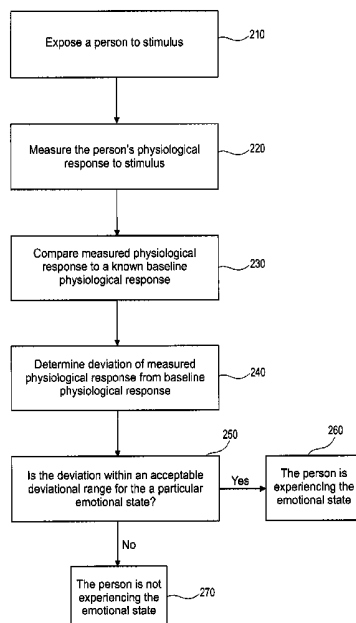 Expose a person to stimulus
210
Measure the person's physiological
response to stimulus
220
Compare measured physiological
response to a known baseline
physiological response
230
Determine deviation of measured
physiological response from baseline
physiological response
240
250
Is the deviation within an acceptable
deviational range for the a particular
emotional state?
Yes
260
The person is
experiencing the
emotional state
No
The person is not
experiencing the
emotional state
270